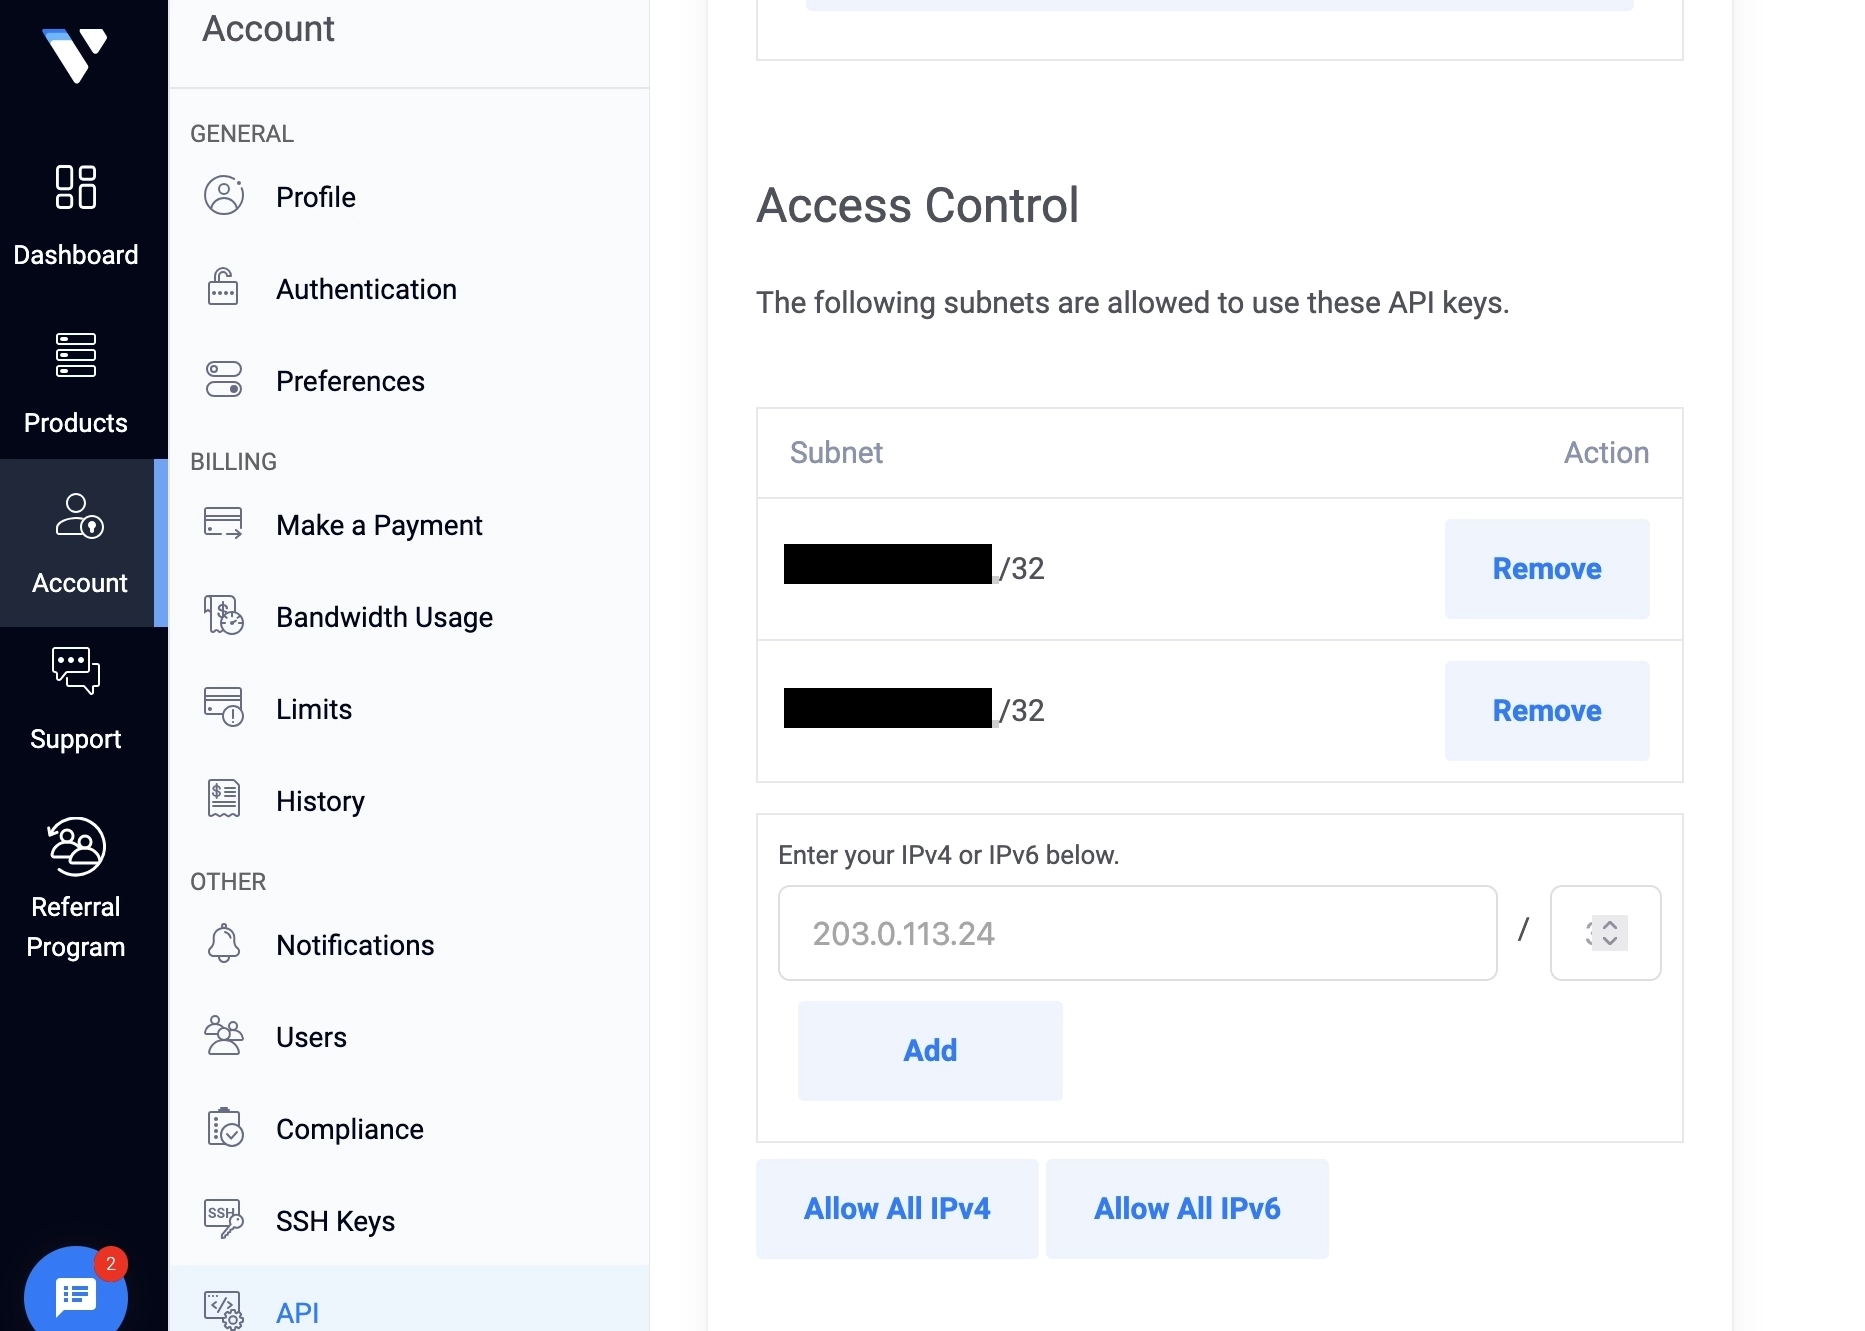 Account
GENERAL
Profile
Authentication
Preferences
BILLING
Make a Payment
Bandwidth Usage
Limits
History
OTHER
Notifications
Users
Compliance
SSH Keys
SSH
API
Dashboard
Products
Account
Support
Referral
Program
2
Access Control
The following subnets are allowed to use these API keys.
Subnet Action
/32 Remove
/32 Remove
Enter your IPv4 or IPv6 below.
203.0.113.24 /
Add
Allow All IPv4 Allow All IPv6